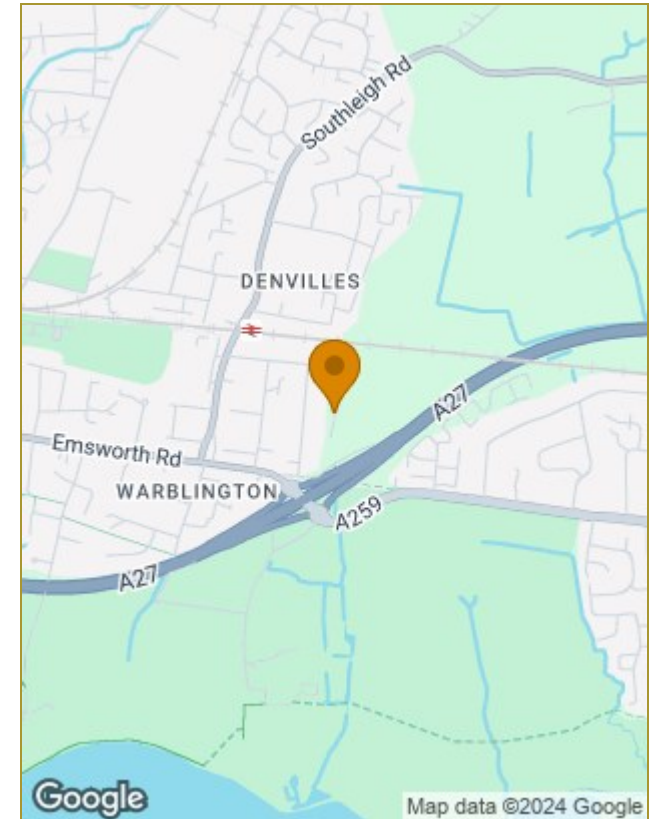 Southleigh Rd
DENVILLES
A27
Emsworth Rd
WARBLINGTON
A259
A27
Google
Map data ©2024 Google